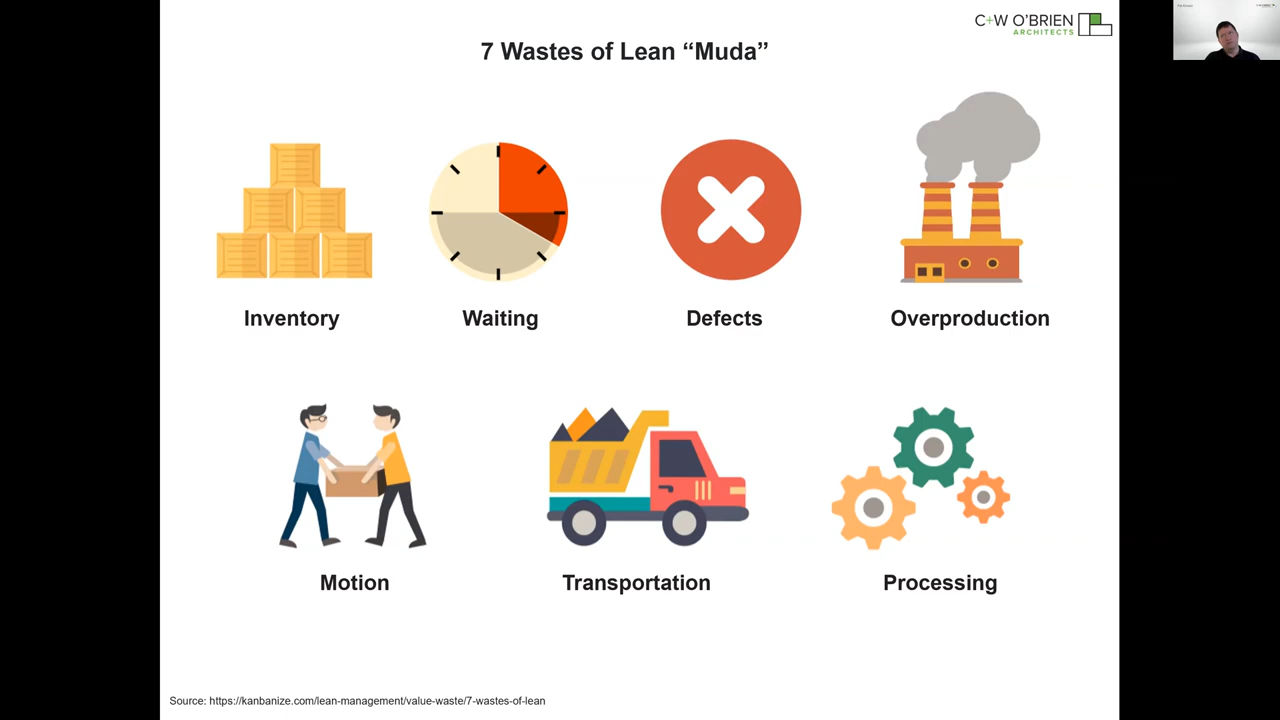 C+W O'BRIEN
ARCHITECTS
7 Wastes of Lean “Muda”
Inventory
Waiting
Defects
Overproduction
Motion
Transportation
Processing
Source: https://kanbanize.com/lean-management/value-waste/7-wastes-of-lean